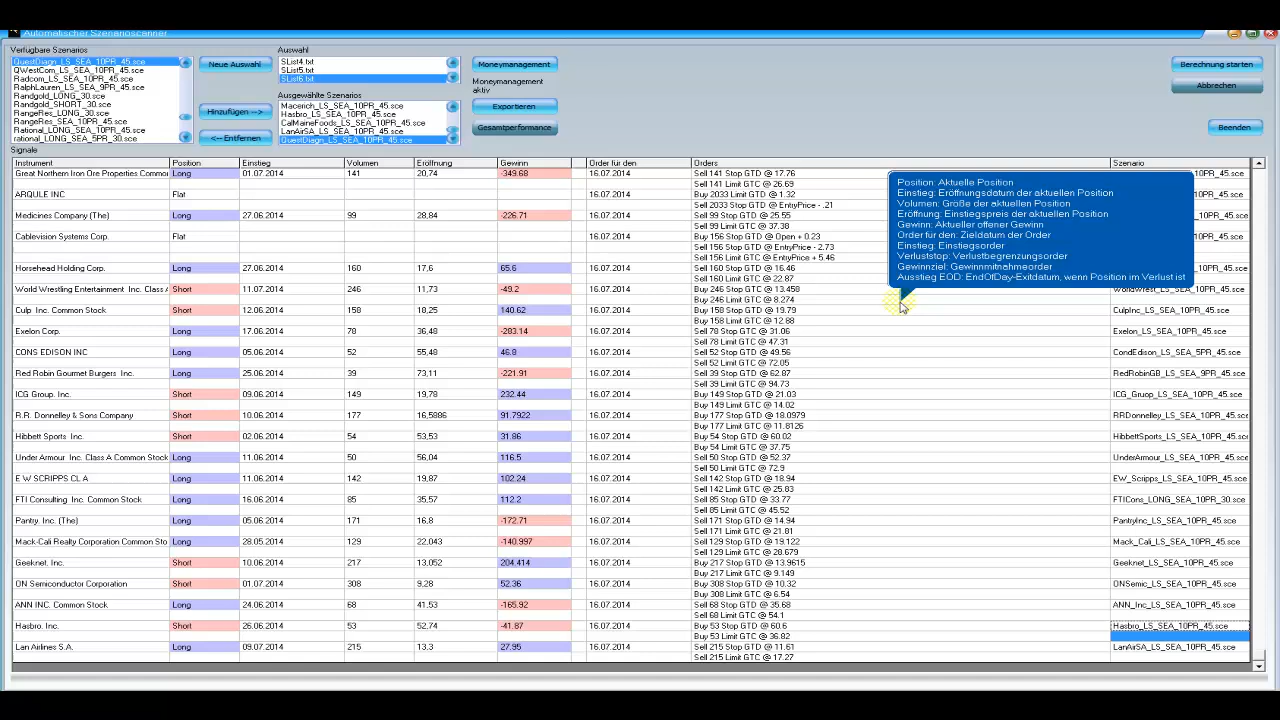 Automatischer Szenarioscanner
Verfügbare Szenarios
QuestDiagn_LS_SEA_10PR_45.sce
QWestCom_LS_SEA_10PR_45.sce
Radcom_LS_SEA_10PR_45.sce
RalphLauren_LS_SEA_9PR_45.sce
Randgold_LONG_30.sce
Randgold_SHORT_30.sce
RangeRes_LONG_30.sce
RangeRes_SEA_10PR_45.sce
Rational_LONG_SEA_10PR_30.sce
rational_LONG_SEA_5PR_30.sce
Neue Auswahl
Hinzufügen -->
<-- Entfernen
Auswahl
SList4.txt
SList5.txt
SList6.txt
Ausgewählte Szenarios
Macerich_LS_SEA_10PR_45.sce
Hasbro_LS_SEA_10PR_45.sce
CalMaineFoods_LS_SEA_10PR_45.sce
LanAirSA_LS_SEA_10PR_45.sce
QuestDiagn_LS_SEA_10PR_45.sce
Moneymanagement
Moneymanagement
aktiv
Exportieren
Gesamtperformance
Berechnung starten
Abbrechen
Beenden
Signale
Instrument Position Einstieg Volumen Eröffnung Gewinn Order für den Orders Szenario
Great Northern Iron Ore Properties Commo Long 01.07.2014 141 20,74 -349.68 16.07.2014 Sell 141 Stop GTD @ 17.76
Sell 141 Limit GTC @ 26.69
ARQULE INC Flat 16.07.2014 Buy 2033 Limit GTD @ 1.32
Sell 2033 Stop GTD @ EntryPrice - .21
Medicines Company (The) Long 27.06.2014 99 28,84 -226.71 16.07.2014 Sell 99 Stop GTD @ 25.55
Sell 99 Limit GTC @ 37.38
Cablevision Systems Corp. Flat 16.07.2014 Buy 156 Stop GTD @ Open + 0.23
Sell 156 Stop GTD @ EntryPrice - 2.73
Sell 156 Limit GTC @ EntryPrice + 5.46
Horsehead Holding Corp. Long 27.06.2014 160 17,6 65.6 16.07.2014 Sell 160 Stop GTD @ 16.46
Sell 160 Limit GTC @ 22.87
World Wrestling Entertainment Inc. Class A Short 11.07.2014 246 11,73 -49.2 16.07.2014 Buy 246 Stop GTD @ 13.458 WorldWrest_LS_SEA_10PR_45.sce
Buy 246 Limit GTC @ 8.274
Culp Inc. Common Stock Short 12.06.2014 158 18,25 140.62 16.07.2014 Buy 158 Stop GTD @ 19.79 CulpInc_LS_SEA_10PR_45.sce
Buy 158 Limit GTC @ 12.88
Exelon Corp. Long 01.07.2014 78 36,48 -283.14 16.07.2014 Sell 78 Stop GTD @ 31.06 Exelon_LS_SEA_10PR_45.sce
Sell 78 Limit GTC @ 47.31
CONS EDISON INC Long 05.06.2014 52 55,48 46.8 16.07.2014 Sell 52 Stop GTD @ 49.56 CondEdison_LS_SEA_5PR_45.sce
Sell 52 Limit GTC @ 72.05
Red Robin Gourmet Burgers Inc. Long 25.06.2014 39 73,11 -221.91 16.07.2014 Sell 39 Stop GTD @ 62.87 RedRobinGB_LS_SEA_9PR_45.sce
Sell 39 Limit GTC @ 94.73
ICG Group. Inc. Short 09.06.2014 149 19,78 232.44 16.07.2014 Buy 149 Stop GTD @ 21.03 ICG_Gruop_LS_SEA_10PR_45.sce
Buy 149 Limit GTC @ 14.02
R.R. Donnelley & Sons Company Short 10.06.2014 177 16,5886 91.7922 16.07.2014 Buy 177 Stop GTD @ 18.0979 RRDonnelley_LS_SEA_10PR_45.sce
Buy 177 Limit GTC @ 11.8126
Hibbett Sports Inc. Short 02.06.2014 54 53,53 31.86 16.07.2014 Buy 54 Stop GTD @ 60.02 HibbettSports_LS_SEA_10PR_45.sce
Buy 54 Limit GTC @ 37.75
Under Armour Inc. Class A Common Stock Long 11.06.2014 50 56,04 116.5 16.07.2014 Sell 50 Stop GTD @ 52.37 UnderArmour_LS_SEA_10PR_45.sce
Sell 50 Limit GTC @ 72.9
E W SCRIPPS CL A Long 11.06.2014 142 19,87 102.24 16.07.2014 Sell 142 Stop GTD @ 18.94 EW_Scripps_LS_SEA_10PR_45.sce
Sell 142 Limit GTC @ 25.83
FTI Consulting Inc. Common Stock Long 16.06.2014 85 35,57 112.2 16.07.2014 Sell 85 Stop GTD @ 33.77 FTICons_LONG_SEA_10PR_30.sce
Sell 85 Limit GTC @ 45.52
Pantry. Inc. (The) Long 05.06.2014 171 16,8 -172.71 16.07.2014 Sell 171 Stop GTD @ 14.94 PantryInc_LS_SEA_10PR_45.sce
Sell 171 Limit GTC @ 21.81
Mack-Cali Realty Corporation Common Sto Long 28.05.2014 129 22,043 -140.997 16.07.2014 Sell 129 Stop GTD @ 19.122 Mack_Cali_LS_SEA_10PR_45.sce
Sell 129 Limit GTC @ 28.679
Geeknet. Inc. Short 10.06.2014 217 13,052 204.414 16.07.2014 Buy 217 Stop GTD @ 13.9615 Geeknet_LS_SEA_10PR_45.sce
Buy 217 Limit GTC @ 9.149
ON Semiconductor Corporation Short 01.07.2014 308 9,28 52.36 16.07.2014 Buy 308 Stop GTD @ 10.32 ONSemic_LS_SEA_10PR_45.sce
Buy 308 Limit GTC @ 6.54
ANN INC. Common Stock Long 24.06.2014 68 41,53 -165.92 16.07.2014 Sell 68 Stop GTD @ 35.68 ANN_Inc_LS_SEA_10PR_45.sce
Sell 68 Limit GTC @ 54.1
Hasbro. Inc. Short 26.06.2014 53 52,74 -41.87 16.07.2014 Buy 53 Stop GTD @ 60.6 Hasbro_LS_SEA_10PR_45.sce
Buy 53 Limit GTC @ 36.82
Lan Airlines S.A. Long 09.07.2014 215 13,3 27.95 16.07.2014 Sell 215 Stop GTD @ 11.61 LanAirSA_LS_SEA_10PR_45.sce
Sell 215 Limit GTC @ 17.27
Position: Aktuelle Position
Einstieg: Eröffnungsdatum der aktuellen Position
Volumen: Größe der aktuellen Position
Eröffnung: Einstiegspreis der aktuellen Position
Gewinn: Aktueller offener Gewinn
Order für den: Zieldatum der Order
Einstieg: Einstiegsorder
Verluststop: Verlustbegrenzungsorder
Gewinnziel: Gewinnmitnahmeorder
Ausstieg EOD: EndOfDay-Exitdatum, wenn Position im Verlust ist